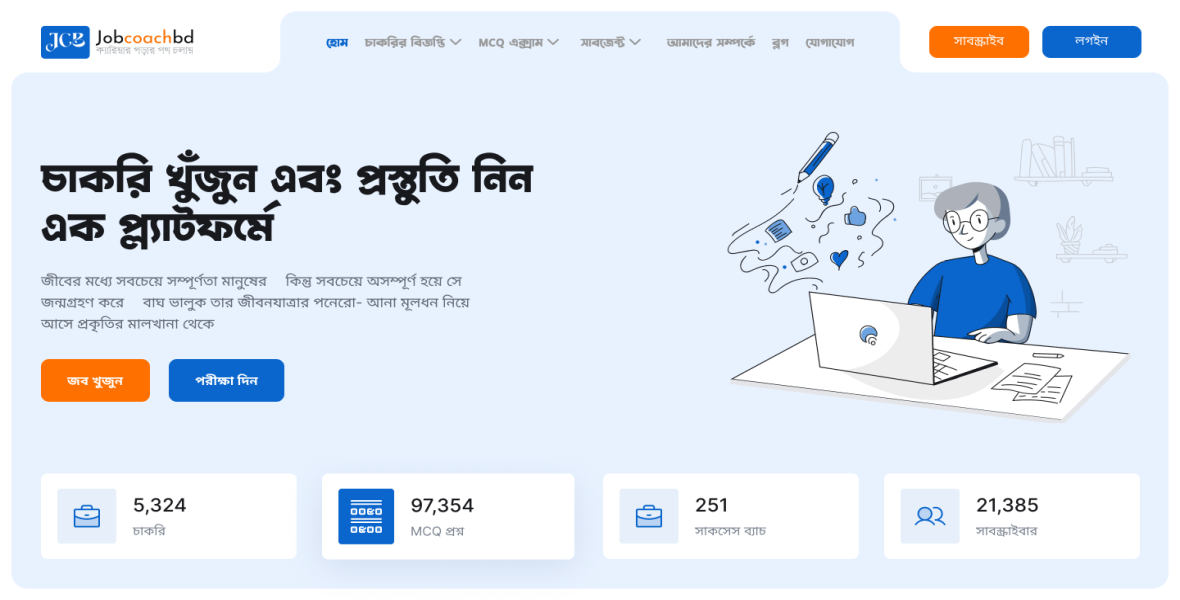 JCB Jobcoachbd
ক্যারিয়ার গড়ার পথ চলায়
হোম চাকরির বিজ্ঞপ্তি MCQ এক্সাম সাবজেক্ট আমাদের সম্পর্কে ব্লগ যোগাযোগ
সাবস্ক্রাইব লগইন
চাকরি খুঁজুন এবং প্রস্তুতি নিন
এক প্ল্যাটফর্মে
জীবের মধ্যে সবচেয়ে সম্পূর্ণতা মানুষের কিন্তু সবচেয়ে অসম্পূর্ণ হয়ে সে
জন্মগ্রহণ করে বাঘ ভালুক তার জীবনযাত্রার পনেরো- আনা মূলধন নিয়ে
আসে প্রকৃতির মালখানা থেকে
জব খুজুন পরীক্ষা দিন
5,324
চাকরি
97,354
MCQ প্রশ্ন
251
সাকসেস ব্যাচ
21,385
সাবস্ক্রাইবার